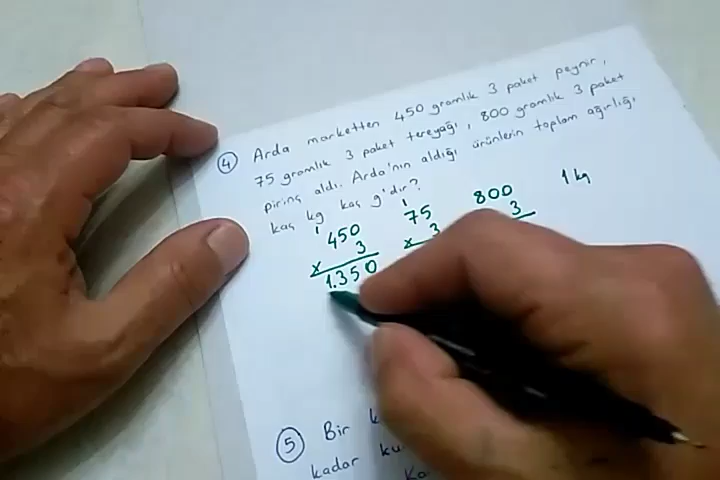 4 Arda marketten 450 gramlık 3 paket peynir,
75 gramlık 3 paket tereyağı, 800 gramlık 3 paket
pirinç aldı. Arda'nın aldığı ürünlerin toplam ağırlığı
kaç kg kaç g'dır?
1 1 800 1 kg
450 75 3
3 3
x x
1.350
5 Bir
kadar